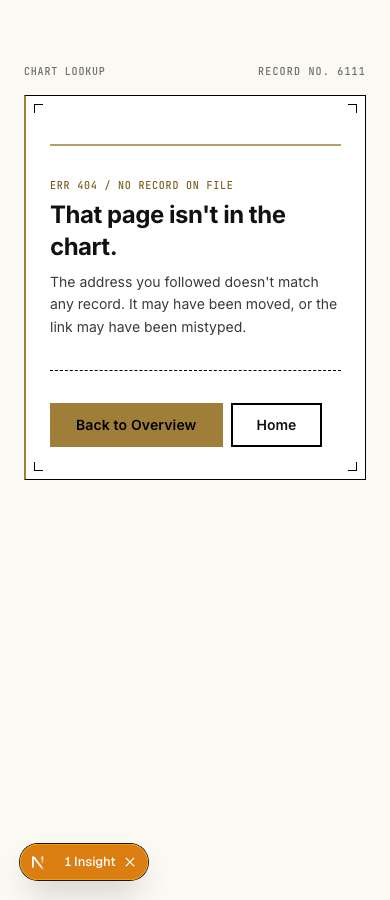 CHART LOOKUP RECORD NO. 6111
ERR 404 / NO RECORD ON FILE
That page isn't in the
chart.
The address you followed doesn't match
any record. It may have been moved, or the
link may have been mistyped.
Back to Overview Home
N 1 Insight